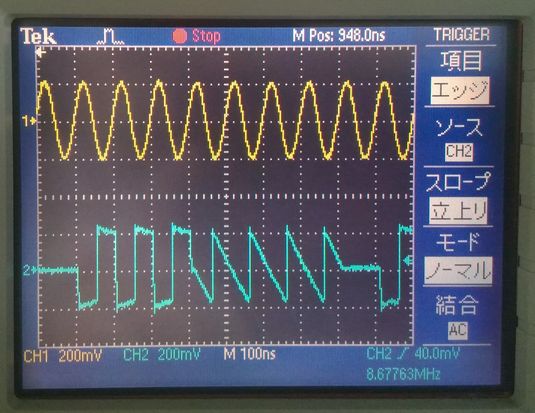 Tek Stop M Pos: 948.0ns TRIGGER
項目
エッジ
ソース
CH2
スロープ
立上り
モード
ノーマル
結合
AC
1
2
CH1 200mV CH2 200mV M 100ns CH2 40.0mV
8.67763MHz